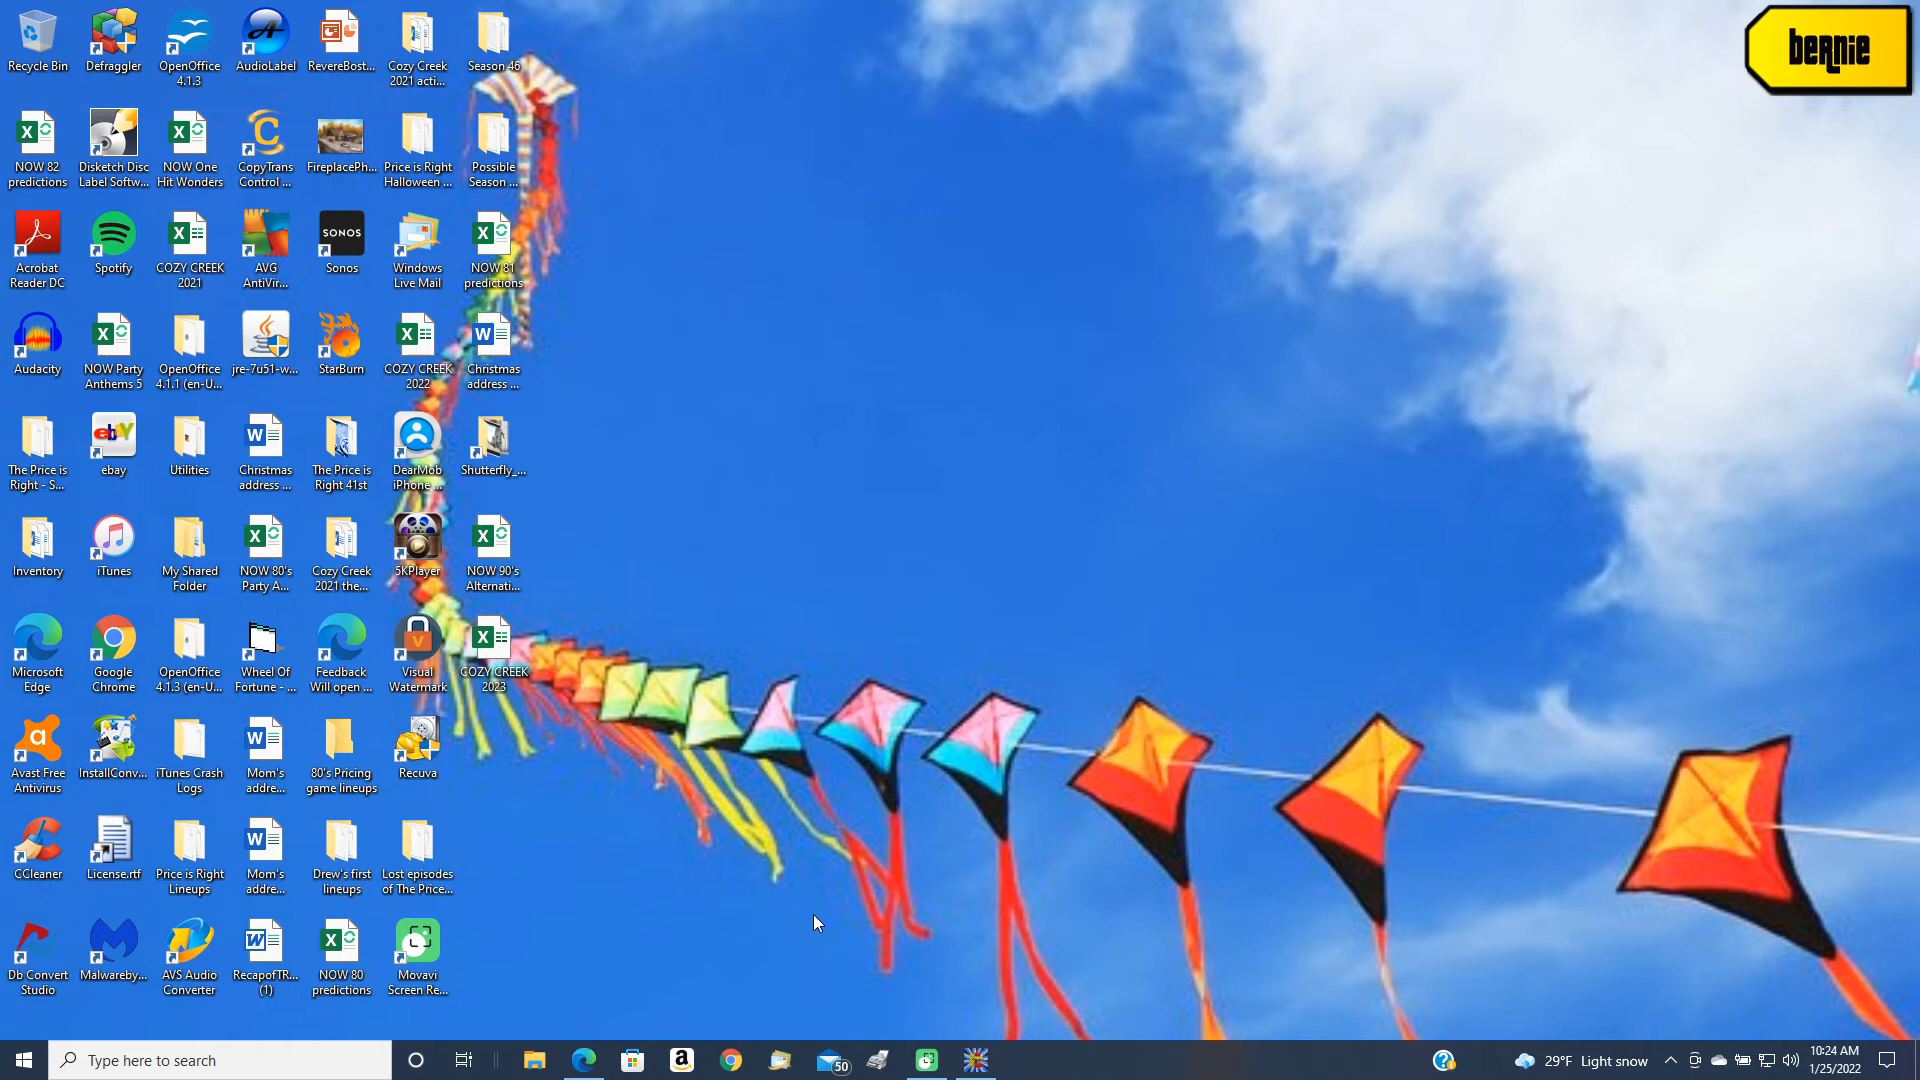 bernie
Recycle Bin
Defraggler
OpenOffice
4.1.3
AudioLabel
RevereBost...
Cozy Creek
2021 acti...
Season 46
NOW 82
predictions
Disketch Disc
Label Softw...
NOW One
Hit Wonders
CopyTrans
Control ...
FireplacePh...
Price is Right
Halloween ...
Possible
Season ...
Acrobat
Reader DC
Spotify
COZY CREEK
2021
AVG
AntiVir...
SONOS
Sonos
Windows
Live Mail
NOW 81
predictions
Audacity
NOW Party
Anthems 5
OpenOffice
4.1.1 (en-U...
jre-7u51-w...
StarBurn
COZY CREEK
2022
Christmas
address ...
The Price is
Right - S...
ebay
ebay
Utilities
Christmas
address ...
The Price is
Right 41st
DearMob
iPhone ...
Shutterfly_...
Inventory
iTunes
My Shared
Folder
NOW 80's
Party A...
Cozy Creek
2021 the...
5KPlayer
NOW 90's
Alternati...
Microsoft
Edge
Google
Chrome
OpenOffice
4.1.3 (en-U...
Wheel Of
Fortune - ...
Feedback
Will open ...
Visual
Watermark
COZY CREEK
2023
Avast Free
Antivirus
InstallConv...
iTunes Crash
Logs
Mom's
addre...
80's Pricing
game lineups
Recuva
CCleaner
License.rtf
Price is Right
Lineups
Mom's
addre...
Drew's first
lineups
Lost episodes
of The Price...
Db Convert
Studio
Malwareby...
AVS Audio
Converter
RecapofTR...
(1)
NOW 80
predictions
Movavi
Screen Re...
Type here to search
50
29°F Light snow
10:24 AM
1/25/2022